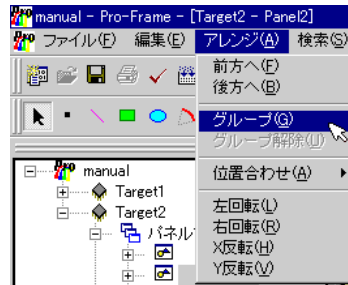 manual - Pro-Frame - [Target2 - Panel2]
ファイル(F) 編集(E) アレンジ(A) 検索(S)
前方へ(F)
後方へ(B)
グループ(G)
グループ解除(U)
位置合わせ(A)
左回転(L)
右回転(R)
X反転(H)
Y反転(V)
Pro manual
Target1
Target2
パネル